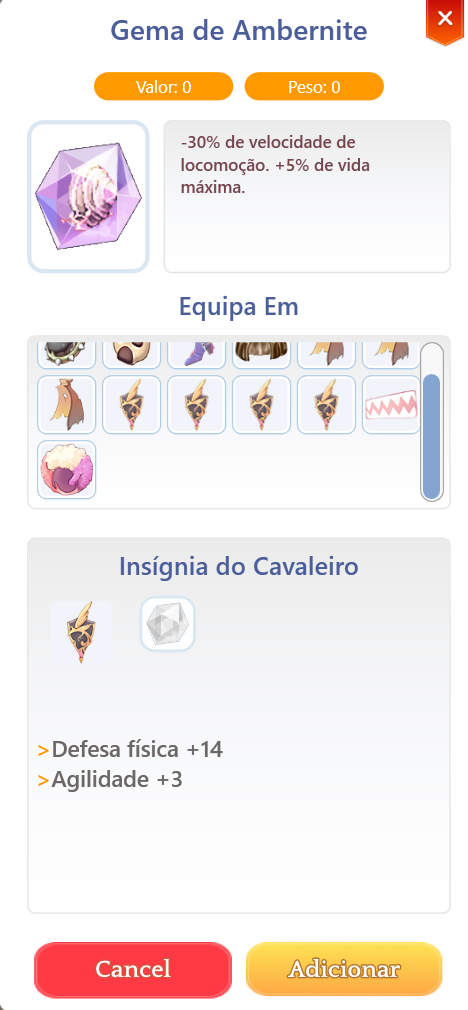 Gema de Ambernite
Valor: 0
Peso: 0
-30% de velocidade de
locomoção. +5% de vida
máxima.
Equipa Em
Insígnia do Cavaleiro
>Defesa física +14
>Agilidade +3
Cancel
Adicionar